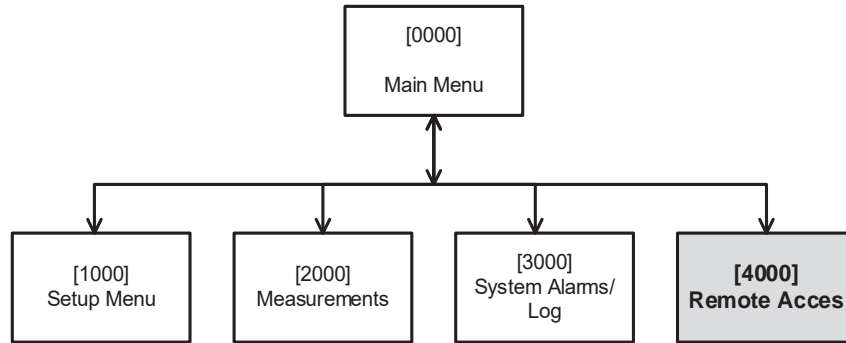 [0000]
Main Menu
[1000]
Setup Menu
[2000]
Measurements
[3000]
System Alarms/
Log
[4000]
Remote Acces